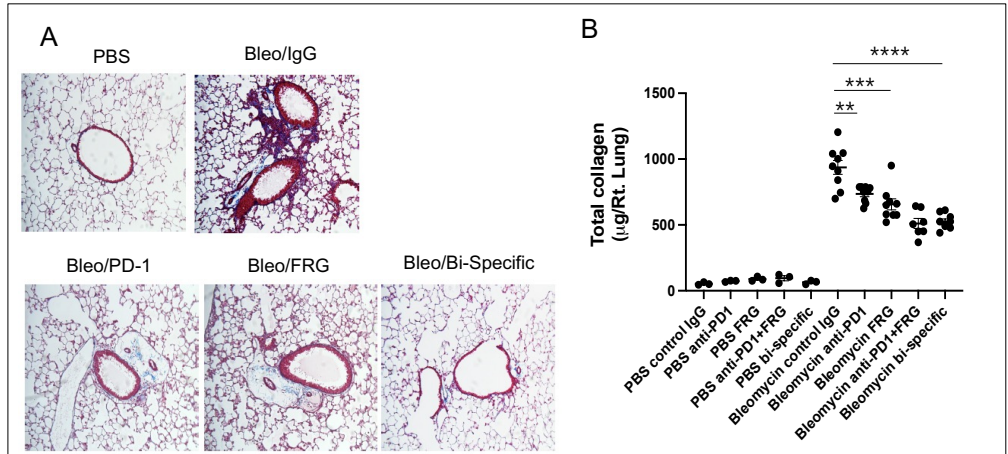 A
PBS
Bleo/IgG
Bleo/PD-1
Bleo/FRG
Bleo/Bi-Specific
B
****
***
**
1500
1000
500
0
Total collagen
(μg/Rt. Lung)
PBS control IgG
PBS anti-PD1
PBS FRG
PBS anti-PD1+FRG
PBS bi-specific
Bleomycin control IgG
Bleomycin anti-PD1
Bleomycin FRG
Bleomycin anti-PD1+FRG
Bleomycin bi-specific